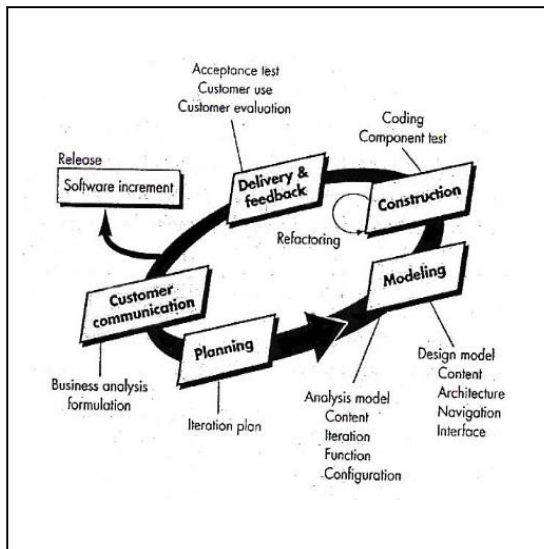 Acceptance test
Customer use
Customer evaluation
Coding
Component test
Release
Software increment
Delivery &
feedback
Construction
Refactoring
Customer
communication
Modeling
Planning
Business analysis
formulation
Iteration plan
Analysis model
Content
Iteration
Function
Configuration
Design model
Content
Architecture
Navigation
Interface